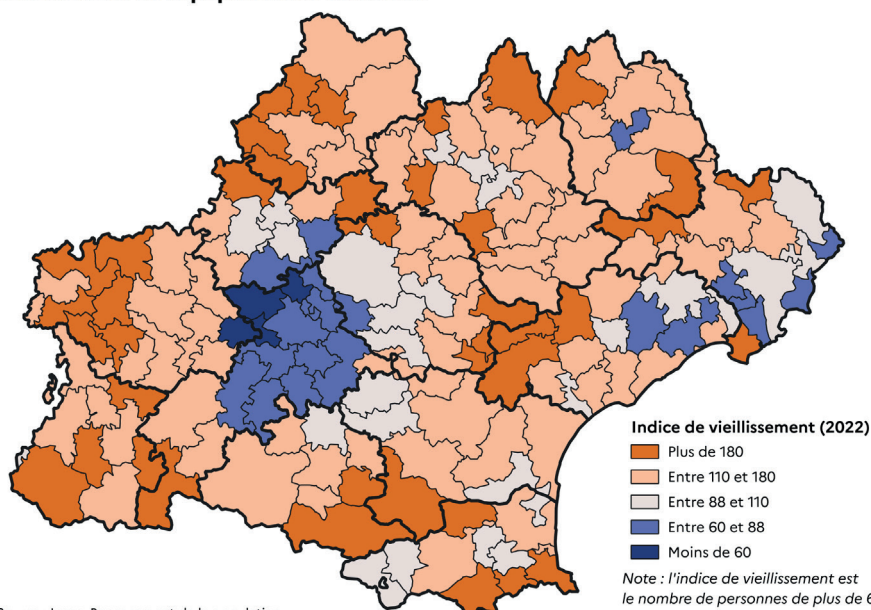 Indice de vieillissement (2022)
Plus de 180
Entre 110 et 180
Entre 88 et 110
Entre 60 et 88
Moins de 60
Note : l'indice de vieillissement est
le nombre de personnes de plus de